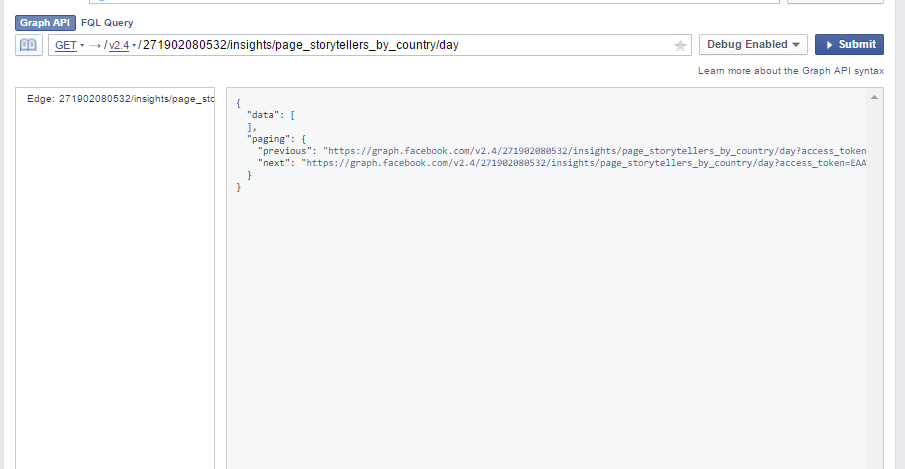 Graph API FQL Query
GET → /v2.4 /271902080532/insights/page_storytellers_by_country/day Debug Enabled Submit
Learn more about the Graph API syntax
Edge: 271902080532/insights/page_stc
{
"data": [
],
"paging": {
"previous": "https://graph.facebook.com/v2.4/271902080532/insights/page_storytellers_by_country/day?access_token
"next": "https://graph.facebook.com/v2.4/271902080532/insights/page_storytellers_by_country/day?access_token=EAA
}
}